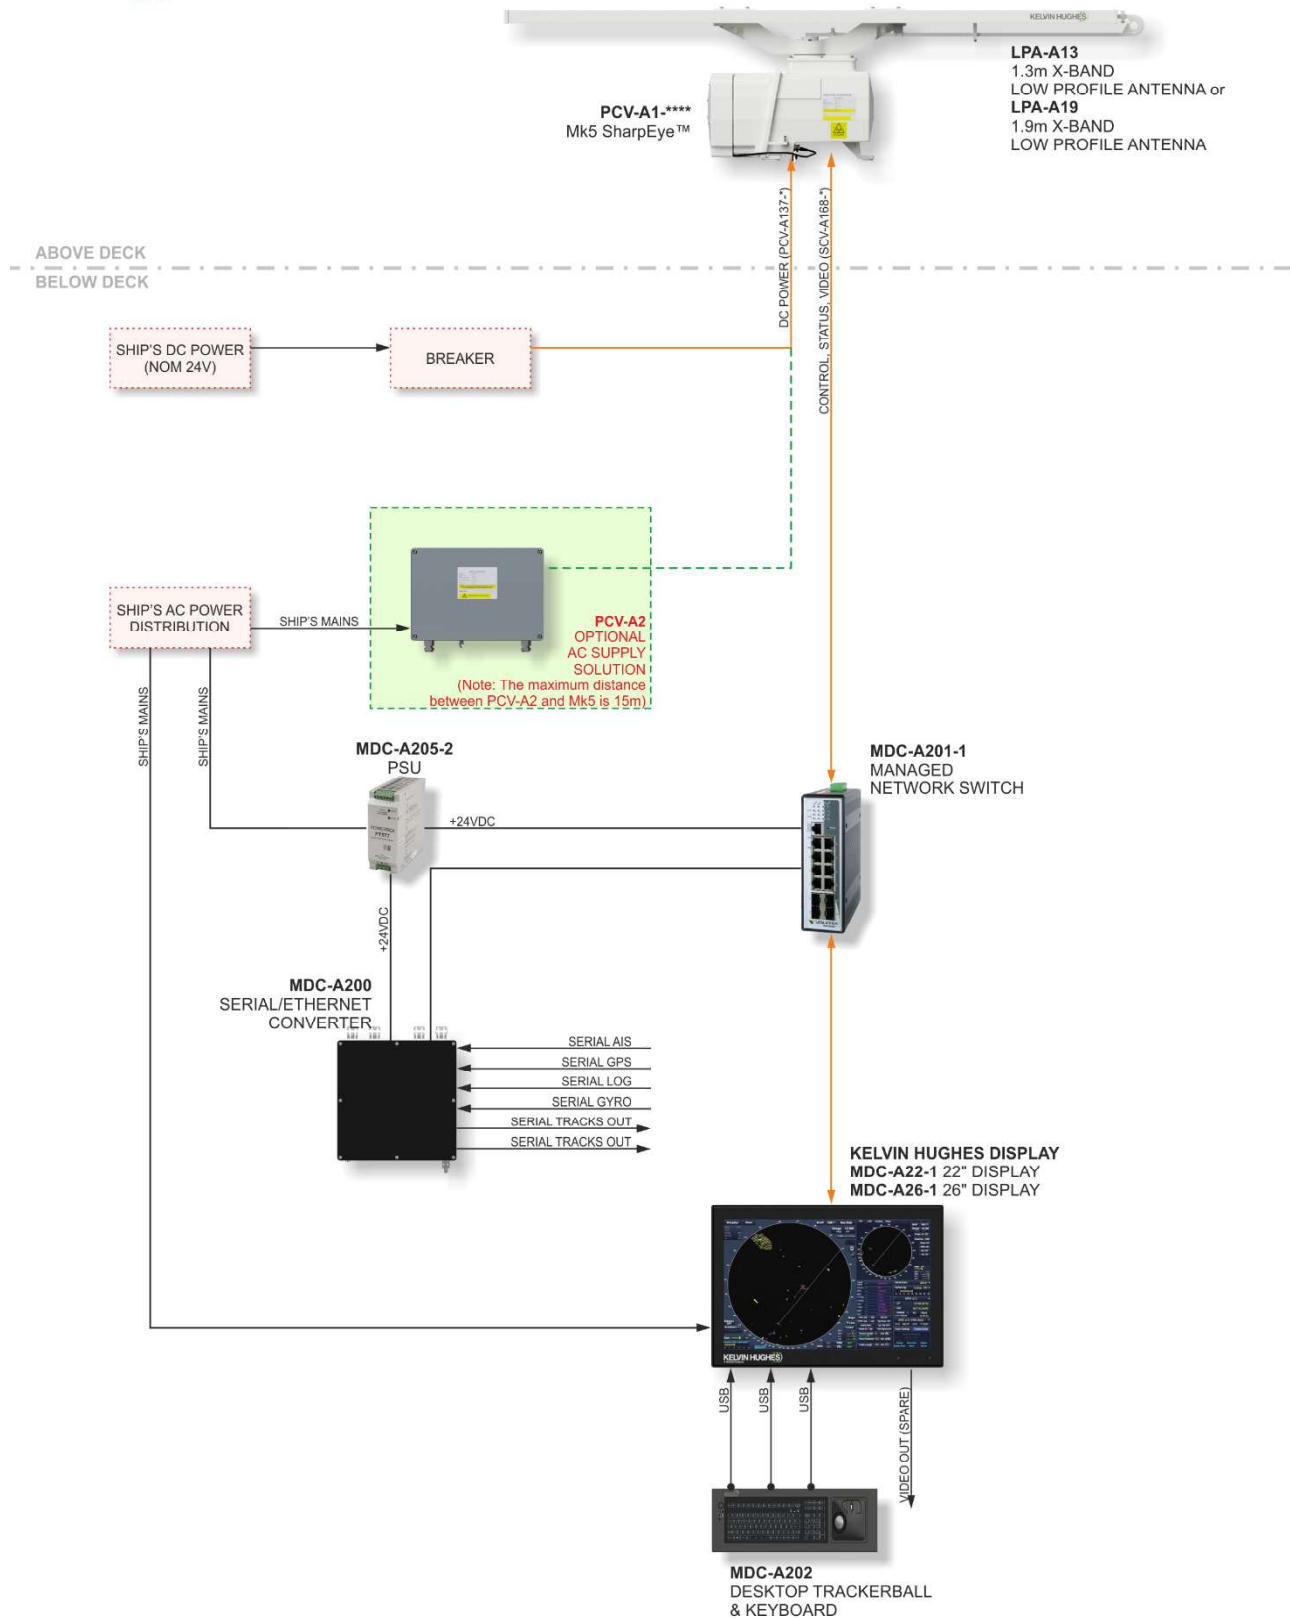 KELVIN HUGHES
LPA-A13
1.3m X-BAND
LOW PROFILE ANTENNA or
LPA-A19
1.9m X-BAND
LOW PROFILE ANTENNA
PCV-A1-****
Mk5 SharpEye™
DC POWER (PCV-A137-*)
CONTROL, STATUS, VIDEO (SCV-A168-*)
ABOVE DECK
BELOW DECK
SHIP'S DC POWER
(NOM 24V)
BREAKER
SHIP'S AC POWER
DISTRIBUTION
SHIP'S MAINS
PCV-A2
OPTIONAL
AC SUPPLY
SOLUTION
(Note: The maximum distance
between PCV-A2 and Mk5 is 15m)
SHIP'S MAINS
SHIP'S MAINS
MDC-A205-2
PSU
+24VDC
MDC-A201-1
MANAGED
NETWORK SWITCH
+24VDC
MDC-A200
SERIAL/ETHERNET
CONVERTER
SERIAL AIS
SERIAL GPS
SERIAL LOG
SERIAL GYRO
SERIAL TRACKS OUT
SERIAL TRACKS OUT
KELVIN HUGHES DISPLAY
MDC-A22-1 22" DISPLAY
MDC-A26-1 26" DISPLAY
KELVIN HUGHES
USB
USB
USB
VIDEO OUT (SPARE)
MDC-A202
DESKTOP TRACKERBALL
& KEYBOARD